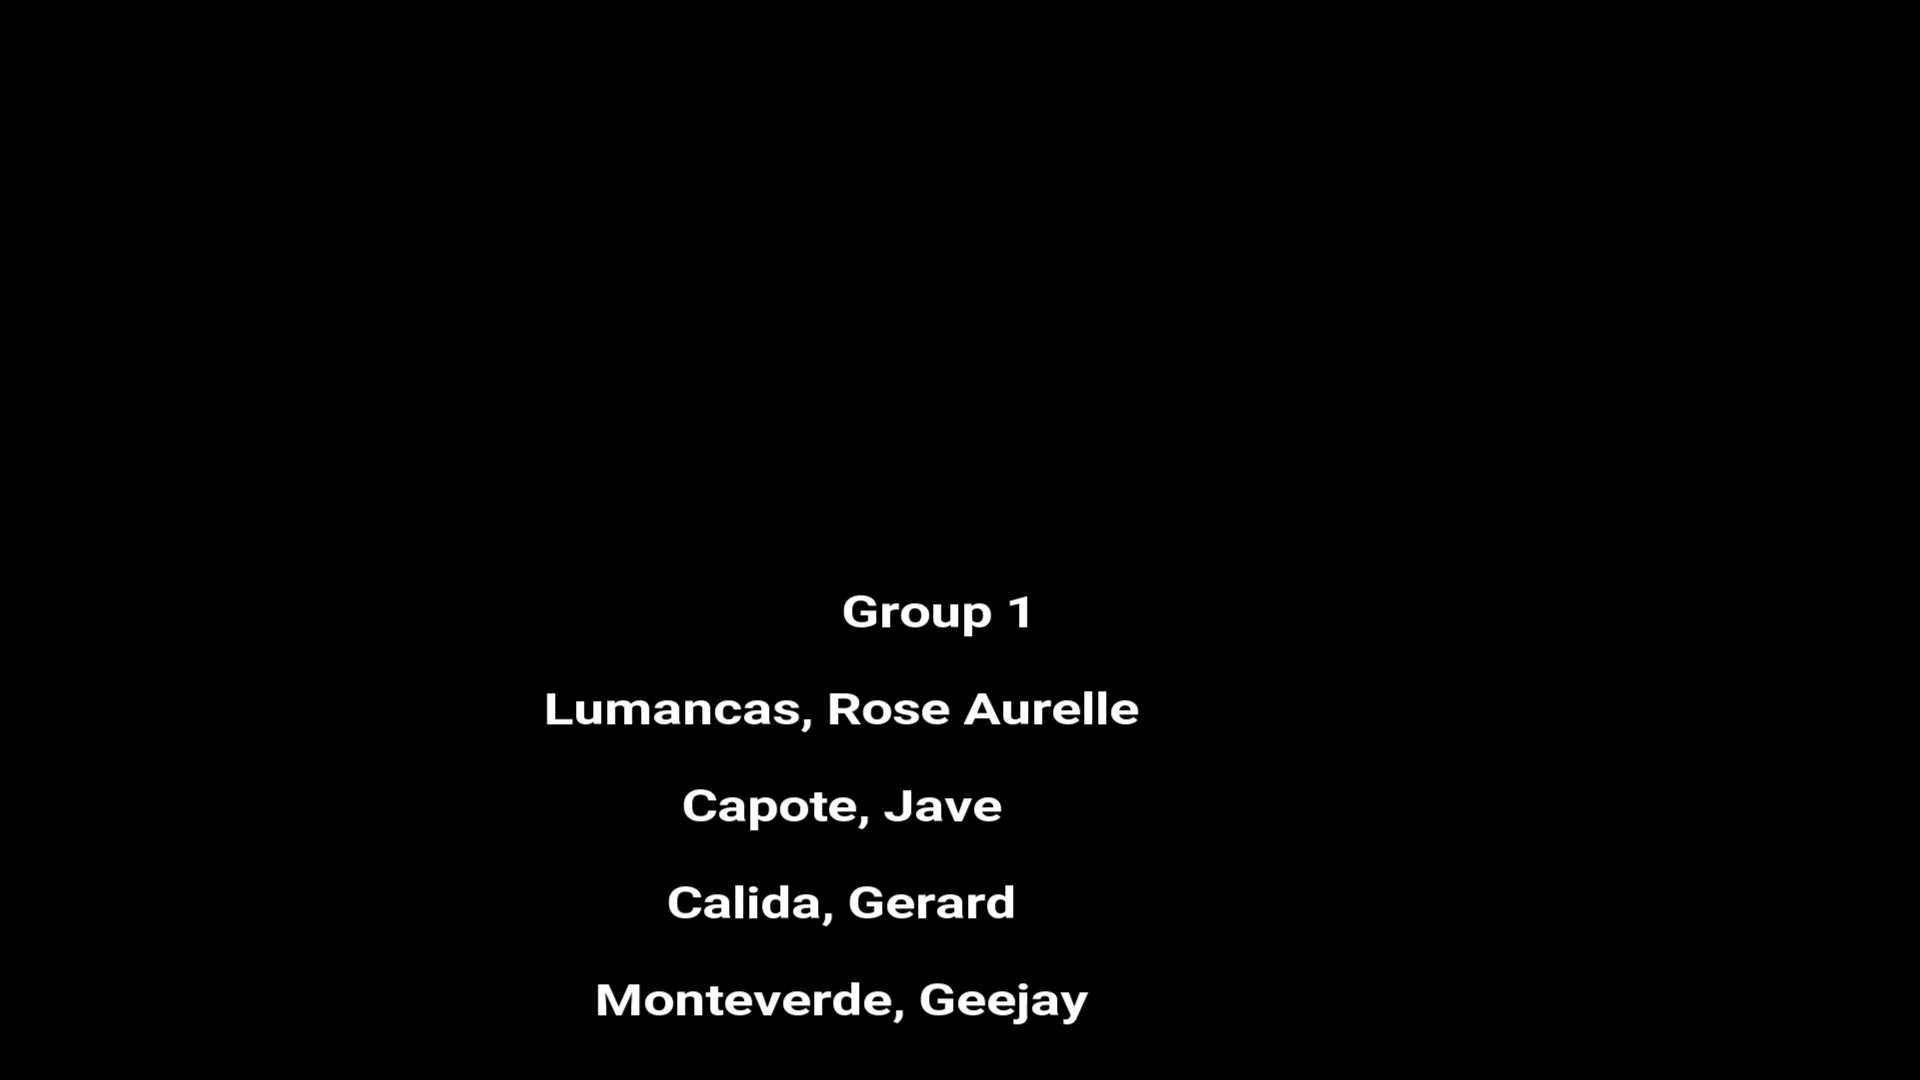 Group 1
Lumancas, Rose Aurelle
Capote, Jave
Calida, Gerard
Monteverde, Geejay